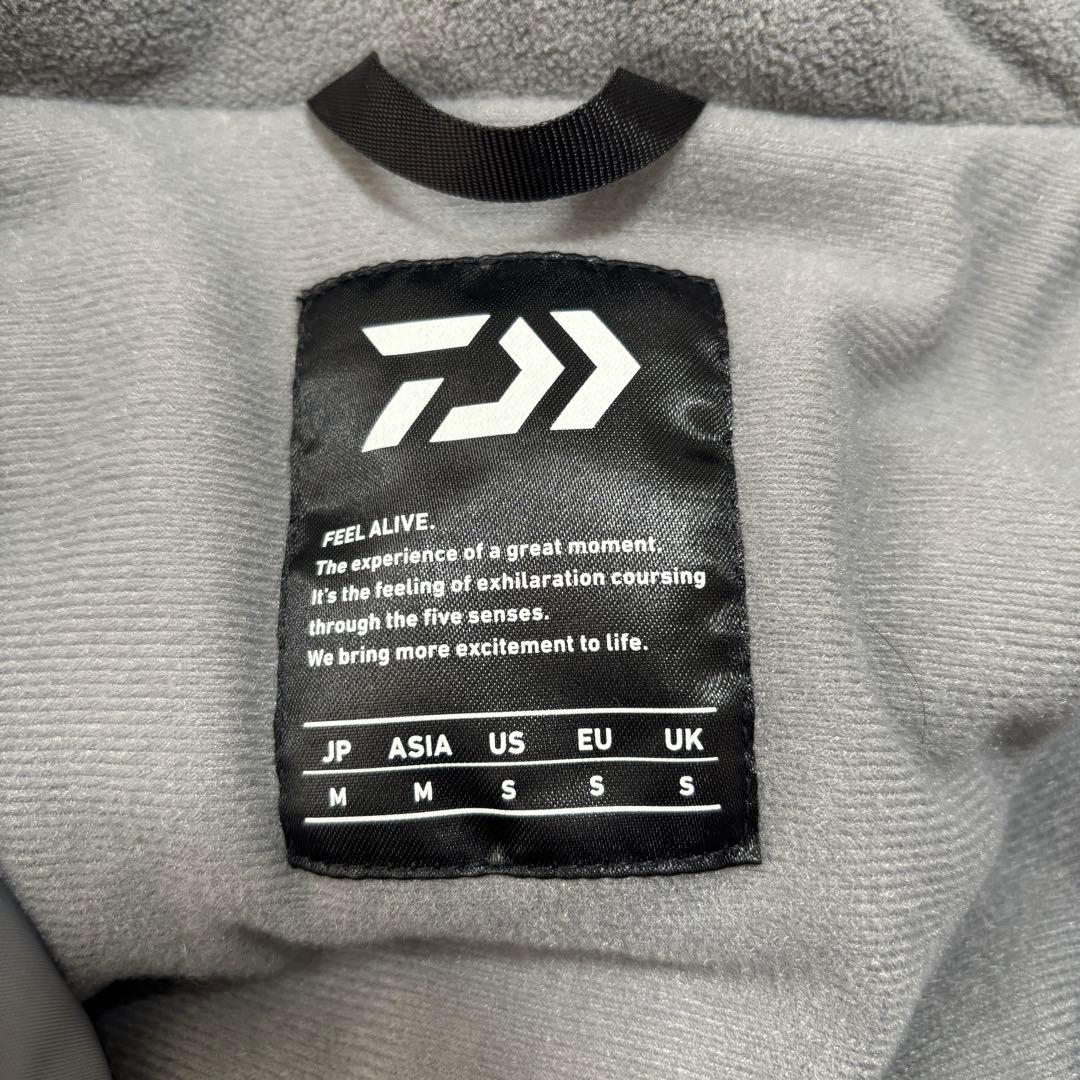 FEEL ALIVE.
The experience of a great moment.
It's the feeling of exhilaration coursing
through the five senses.
We bring more excitement to life.
JP ASIA US EU UK
M M S S S